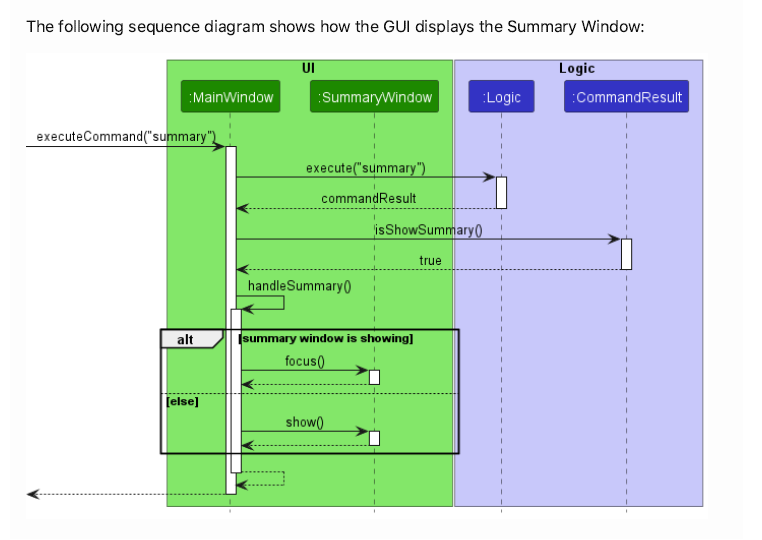 The following sequence diagram shows how the GUI displays the Summary Window:
UI
Logic
:MainWindow
:SummaryWindow
:Logic
:CommandResult
executeCommand("summary")
execute("summary")
commandResult
isShowSummary()
true
handleSummary()
alt
[summary window is showing]
focus()
[else]
show()